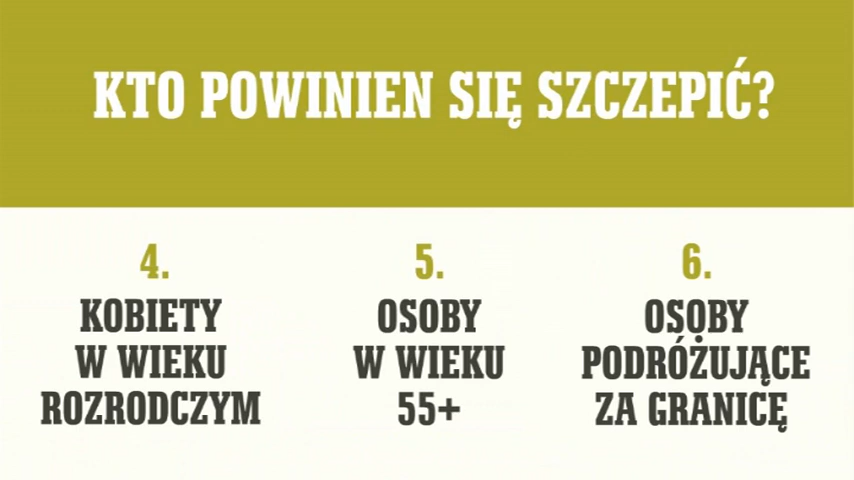 KTO POWINIEN SIĘ SZCZEPIĆ?
4.
KOBIETY
W WIEKU
ROZRODCZYM
5.
OSOBY
W WIEKU
55+
6.
OSOBY
PODRÓŻUJĄCE
ZA GRANICĘ